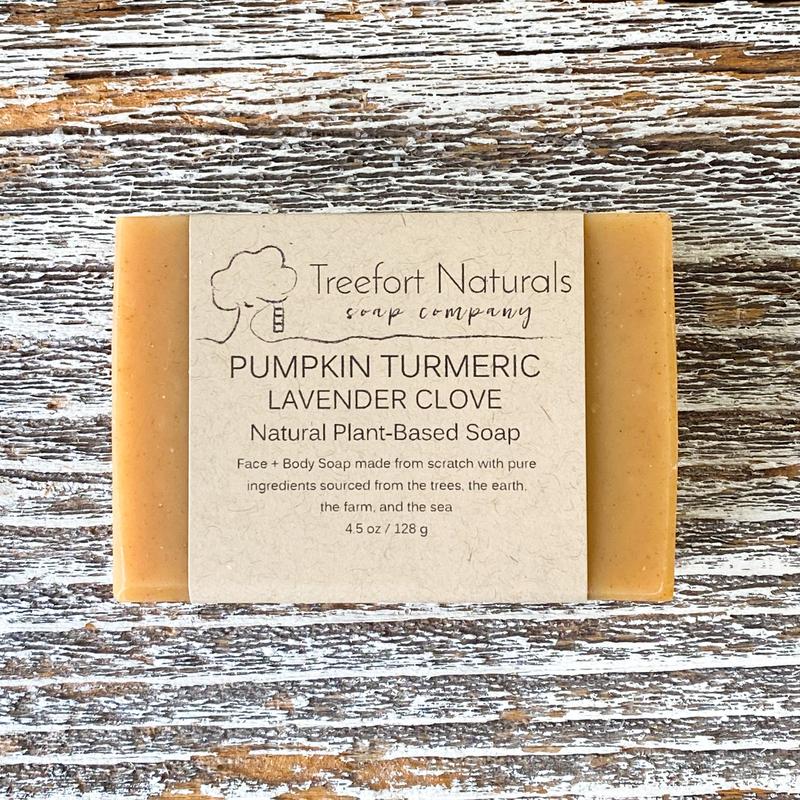 Treefort Naturals
soap company
PUMPKIN TURMERIC
LAVENDER CLOVE
Natural Plant-Based Soap
Face + Body Soap made from scratch with pure
ingredients sourced from the trees, the earth,
the farm, and the sea
4.5 oz / 128 g